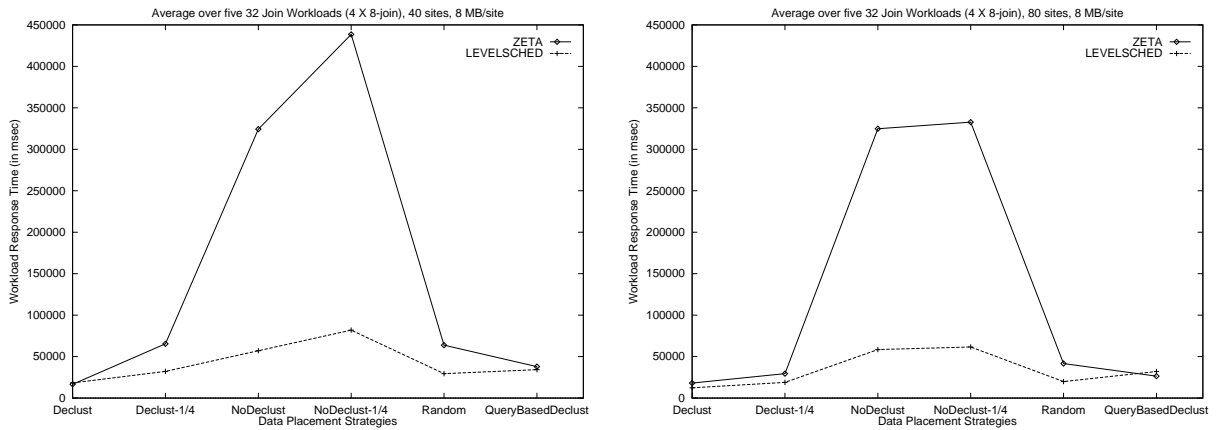 Average over five 32 Join Workloads (4 X 8-join), 40 sites, 8 MB/site
450000
400000
350000
300000
250000
200000
150000
100000
50000
0
Workload Response Time (in msec)
ZETA
LEVELSCHED
Declust Declust-1/4 NoDeclust NoDeclust-1/4 Random QueryBasedDeclust
Data Placement Strategies
Average over five 32 Join Workloads (4 X 8-join), 80 sites, 8 MB/site
450000
400000
350000
300000
250000
200000
150000
100000
50000
0
Workload Response Time (in msec)
ZETA
LEVELSCHED
Declust Declust-1/4 NoDeclust NoDeclust-1/4 Random QueryBasedDeclust
Data Placement Strategies